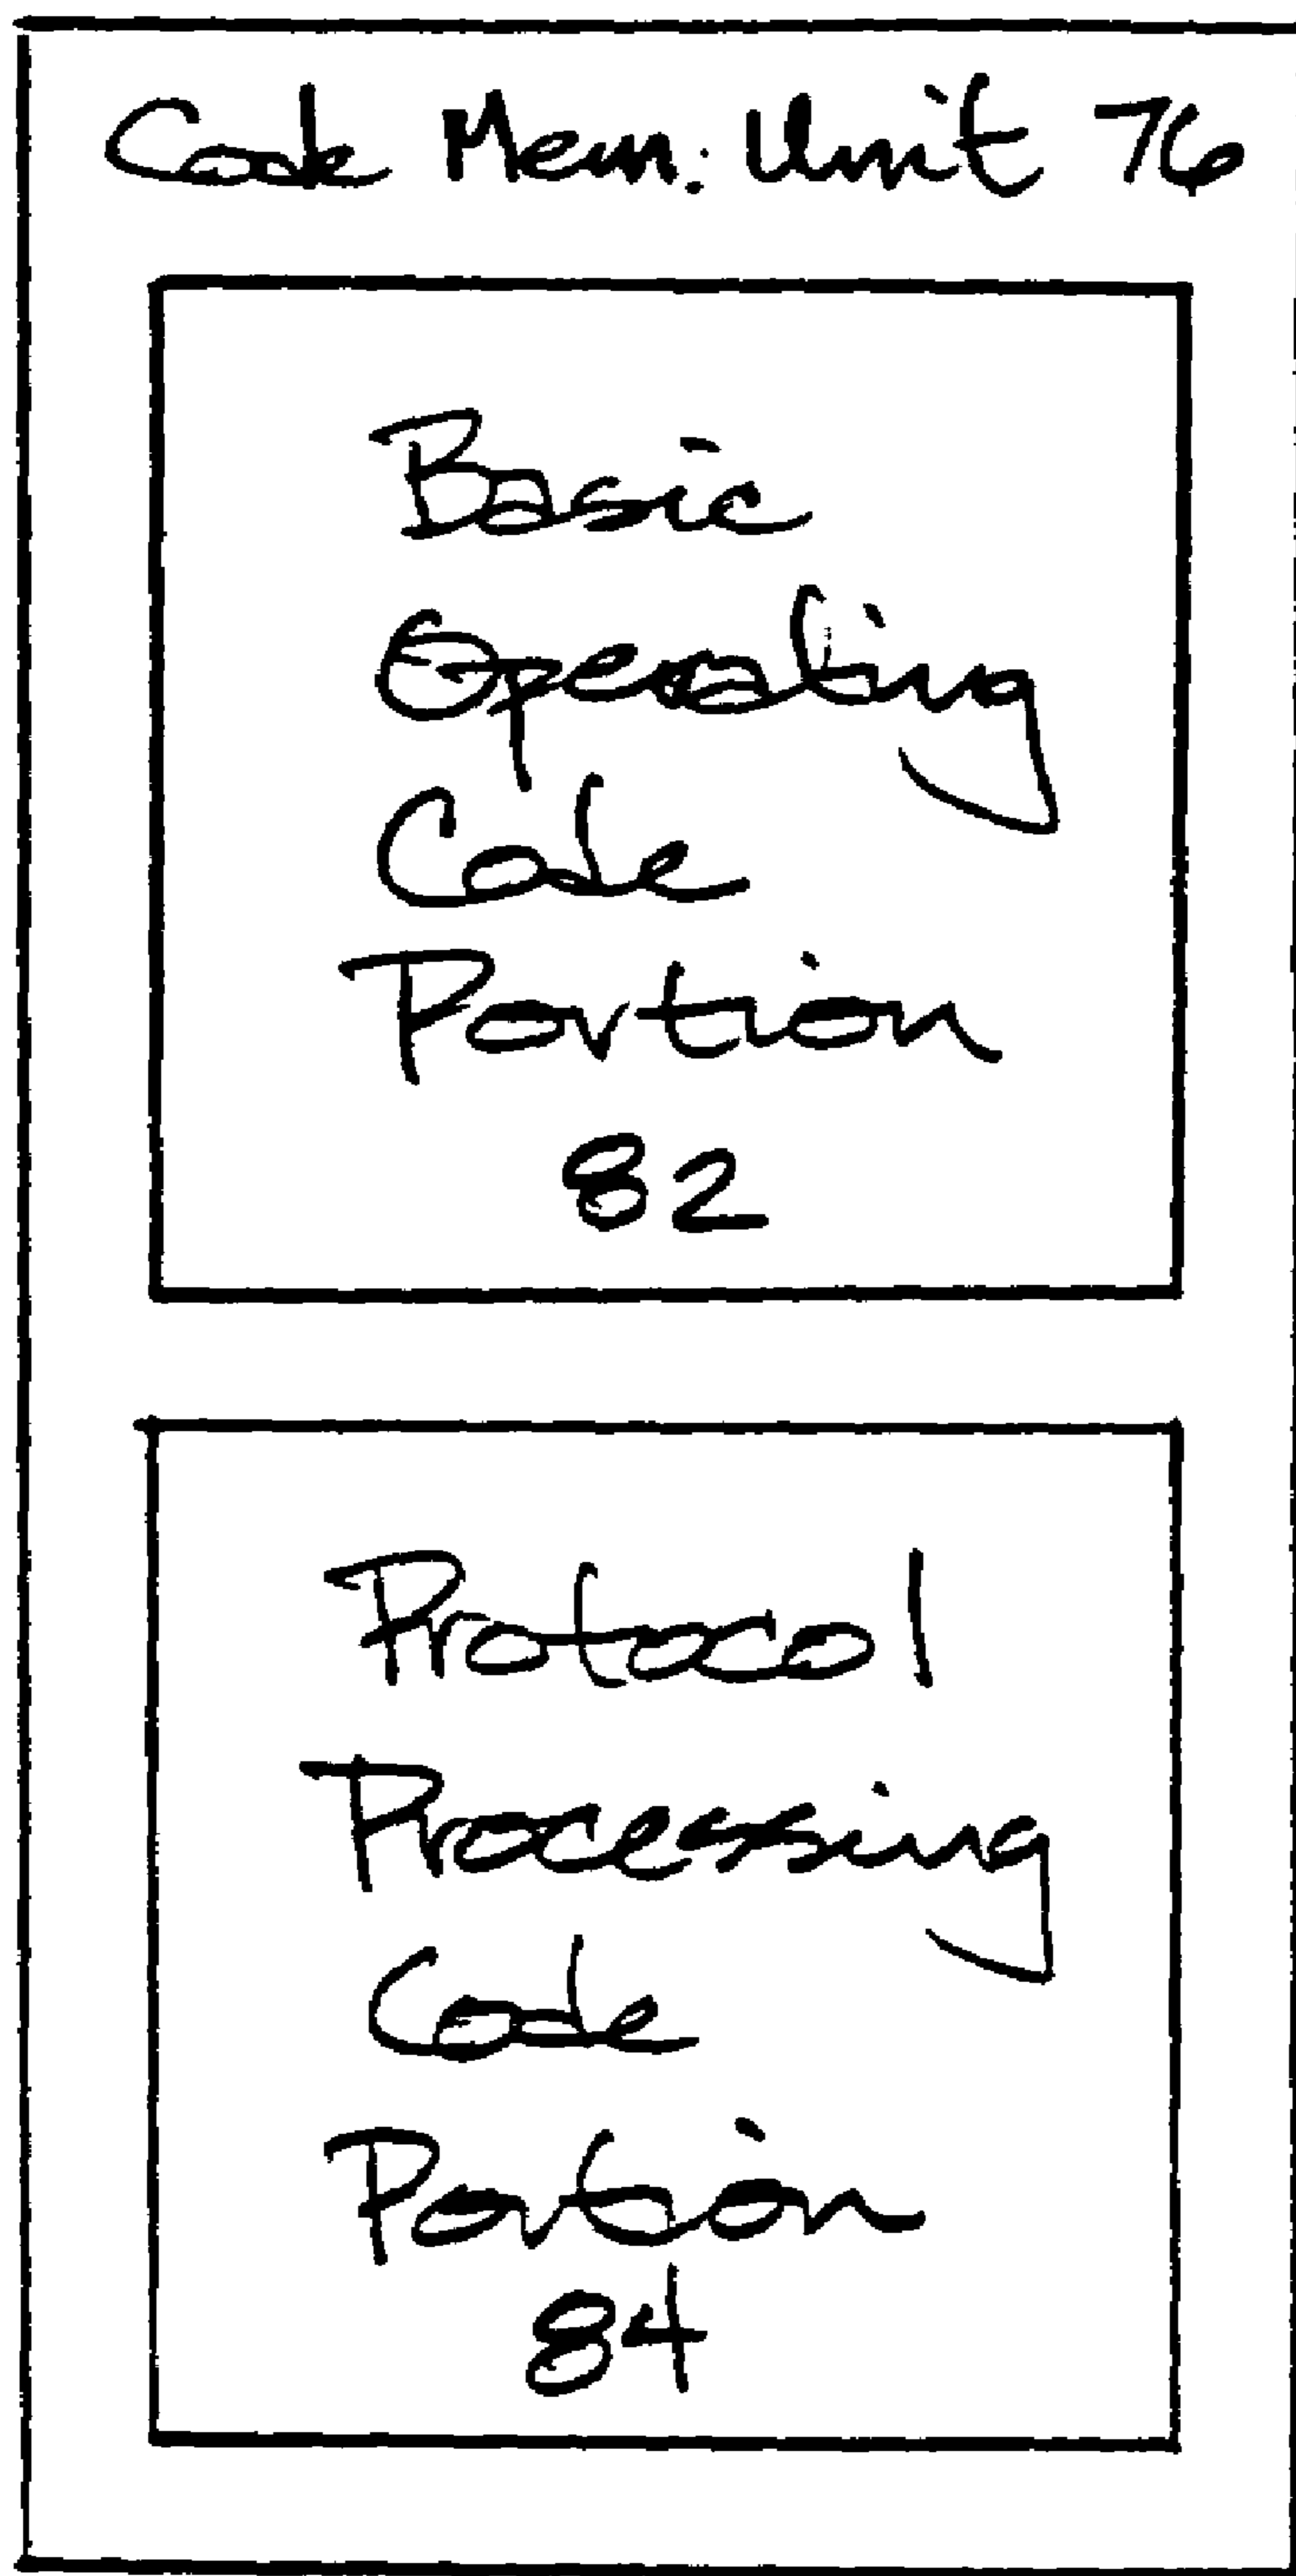 Code Mem. Unit 76
Basic
Operating
Code
Portion
82
Protocol
Processing
Code
Portion
84